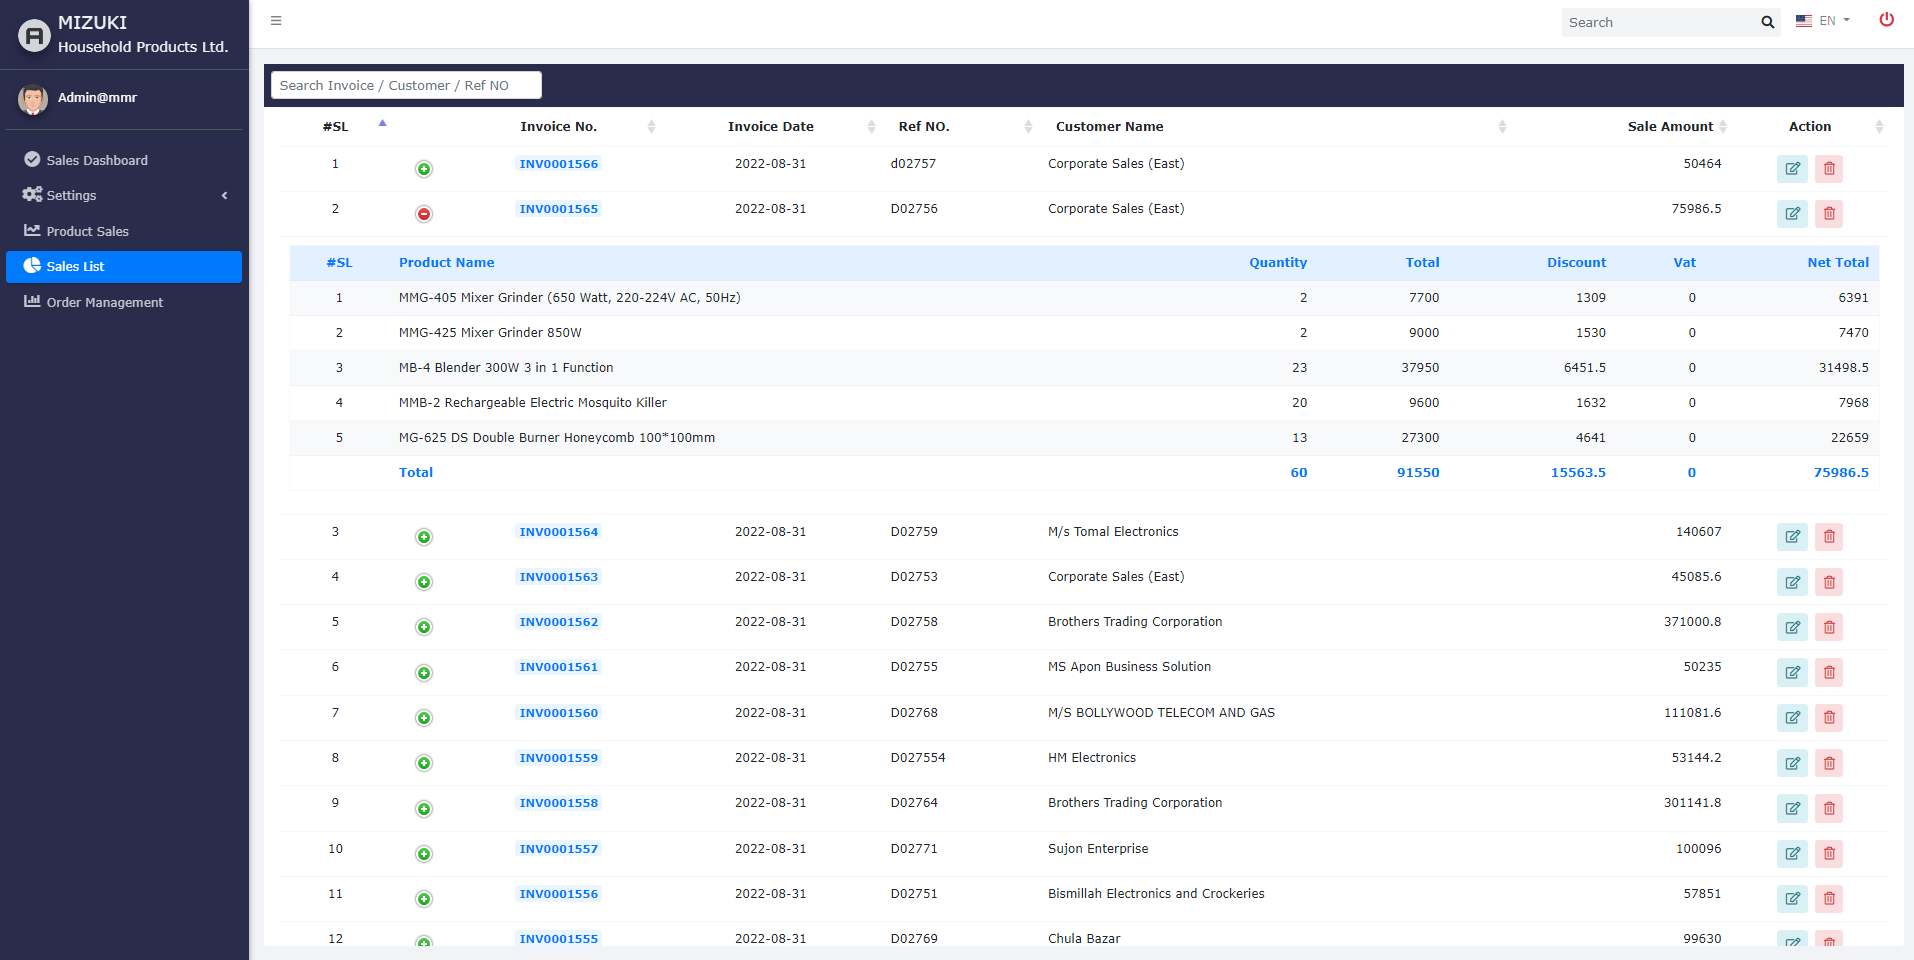 MIZUKI
Household Products Ltd.
Search
EN
Admin@mmr
Search Invoice / Customer / Ref NO
Sales Dashboard
Settings
Product Sales
Sales List
Order Management
#SL Invoice No. Invoice Date Ref NO. Customer Name Sale Amount Action
1 INV0001566 2022-08-31 d02757 Corporate Sales (East) 50464
2 INV0001565 2022-08-31 D02756 Corporate Sales (East) 75986.5
#SL Product Name Quantity Total Discount Vat Net Total
1 MMG-405 Mixer Grinder (650 Watt, 220-224V AC, 50Hz) 2 7700 1309 0 6391
2 MMG-425 Mixer Grinder 850W 2 9000 1530 0 7470
3 MB-4 Blender 300W 3 in 1 Function 23 37950 6451.5 0 31498.5
4 MMB-2 Rechargeable Electric Mosquito Killer 20 9600 1632 0 7968
5 MG-625 DS Double Burner Honeycomb 100*100mm 13 27300 4641 0 22659
Total 60 91550 15563.5 0 75986.5
3 INV0001564 2022-08-31 D02759 M/s Tomal Electronics 140607
4 INV0001563 2022-08-31 D02753 Corporate Sales (East) 45085.6
5 INV0001562 2022-08-31 D02758 Brothers Trading Corporation 371000.8
6 INV0001561 2022-08-31 D02755 MS Apon Business Solution 50235
7 INV0001560 2022-08-31 D02768 M/S BOLLYWOOD TELECOM AND GAS 111081.6
8 INV0001559 2022-08-31 D027554 HM Electronics 53144.2
9 INV0001558 2022-08-31 D02764 Brothers Trading Corporation 301141.8
10 INV0001557 2022-08-31 D02771 Sujon Enterprise 100096
11 INV0001556 2022-08-31 D02751 Bismillah Electronics and Crockeries 57851
12 INV0001555 2022-08-31 D02769 Chula Bazar 99630